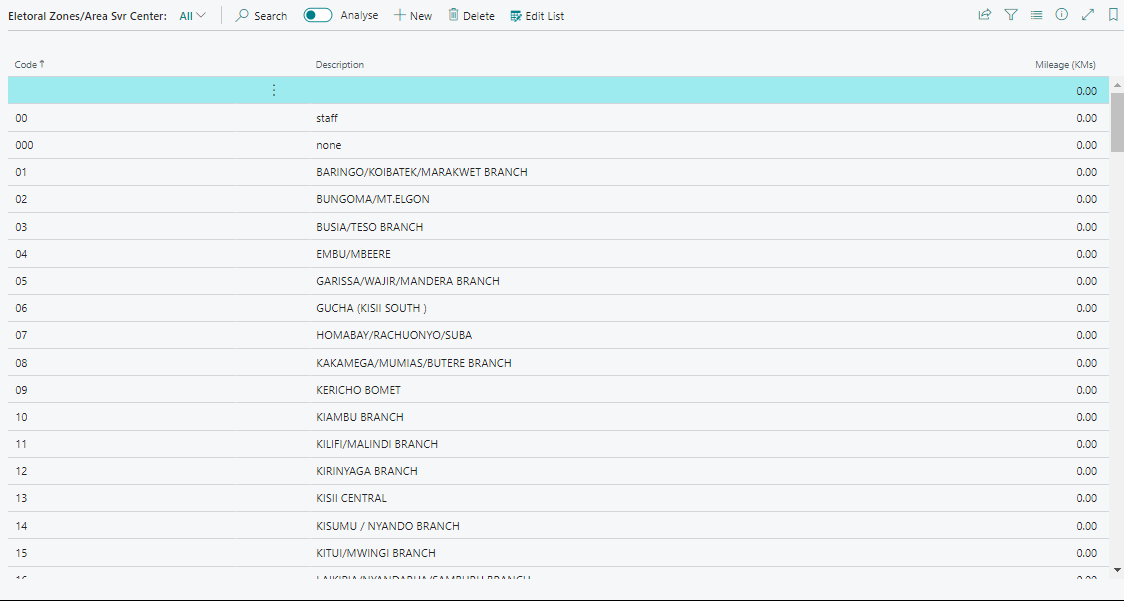 Eletoral Zones/Area Svr Center: All Search Analyse New Delete Edit List
Code Description Mileage (KMs)
0.00
00 staff 0.00
000 none 0.00
01 BARINGO/KOIBATEK/MARAKWET BRANCH 0.00
02 BUNGOMA/MT.ELGON 0.00
03 BUSIA/TESO BRANCH 0.00
04 EMBU/MBEERE 0.00
05 GARISSA/WAJIR/MANDERA BRANCH 0.00
06 GUCHA (KISII SOUTH ) 0.00
07 HOMABAY/RACHUONYO/SUBA 0.00
08 KAKAMEGA/MUMIAS/BUTERE BRANCH 0.00
09 KERICHO BOMET 0.00
10 KIAMBU BRANCH 0.00
11 KILIFI/MALINDI BRANCH 0.00
12 KIRINYAGA BRANCH 0.00
13 KISII CENTRAL 0.00
14 KISUMU / NYANDO BRANCH 0.00
15 KITUI/MWINGI BRANCH 0.00